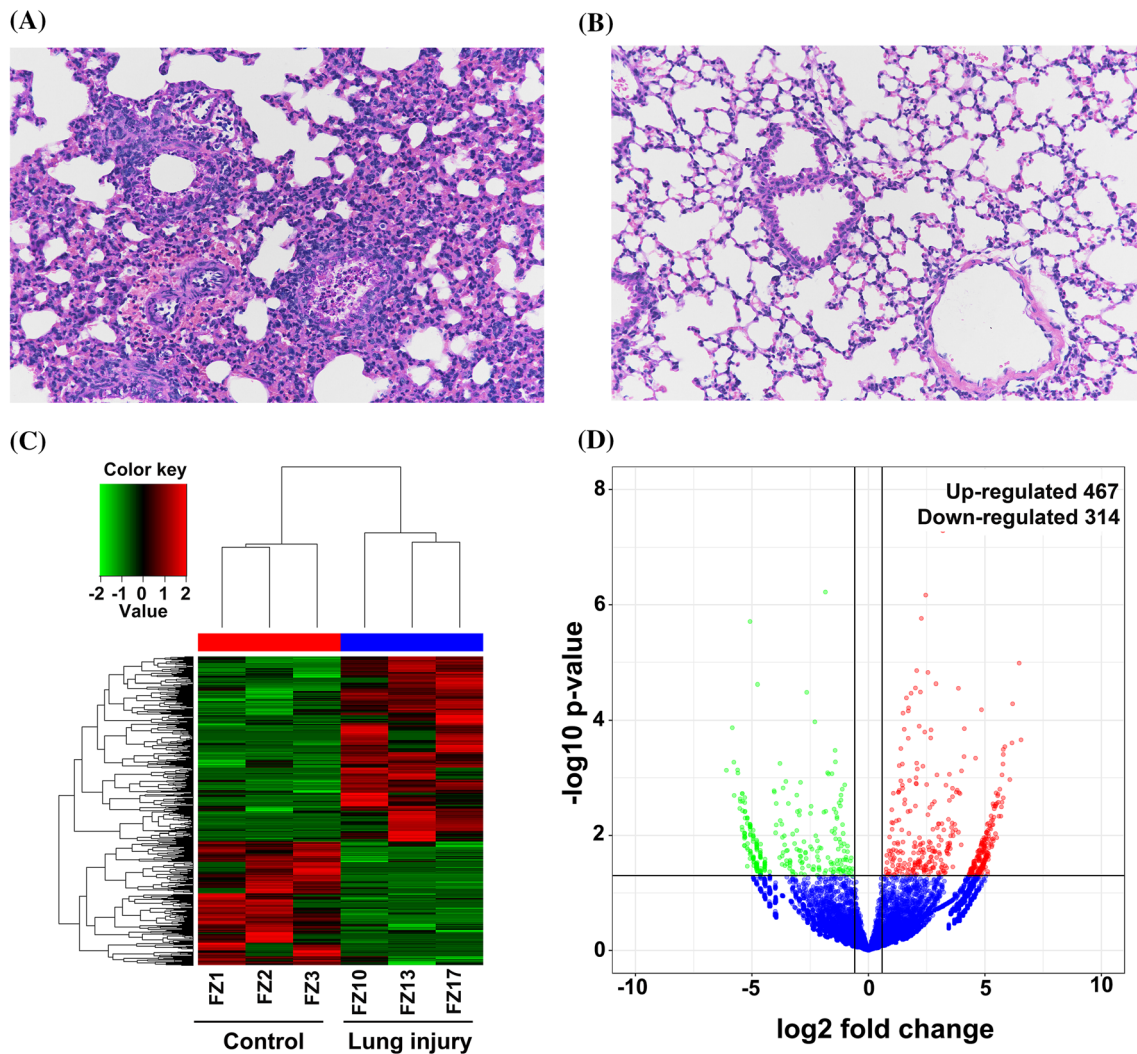 (A)
(B)
(C)
Color key
-2 -1 0 1 2
Value
FZ1
FZ2
FZ3
FZ10
FZ13
FZ17
Control
Lung injury
(D)
Up-regulated 467
Down-regulated 314
8
6
4
2
0
-log10 p-value
-10
-5
0
5
10
log2 fold change